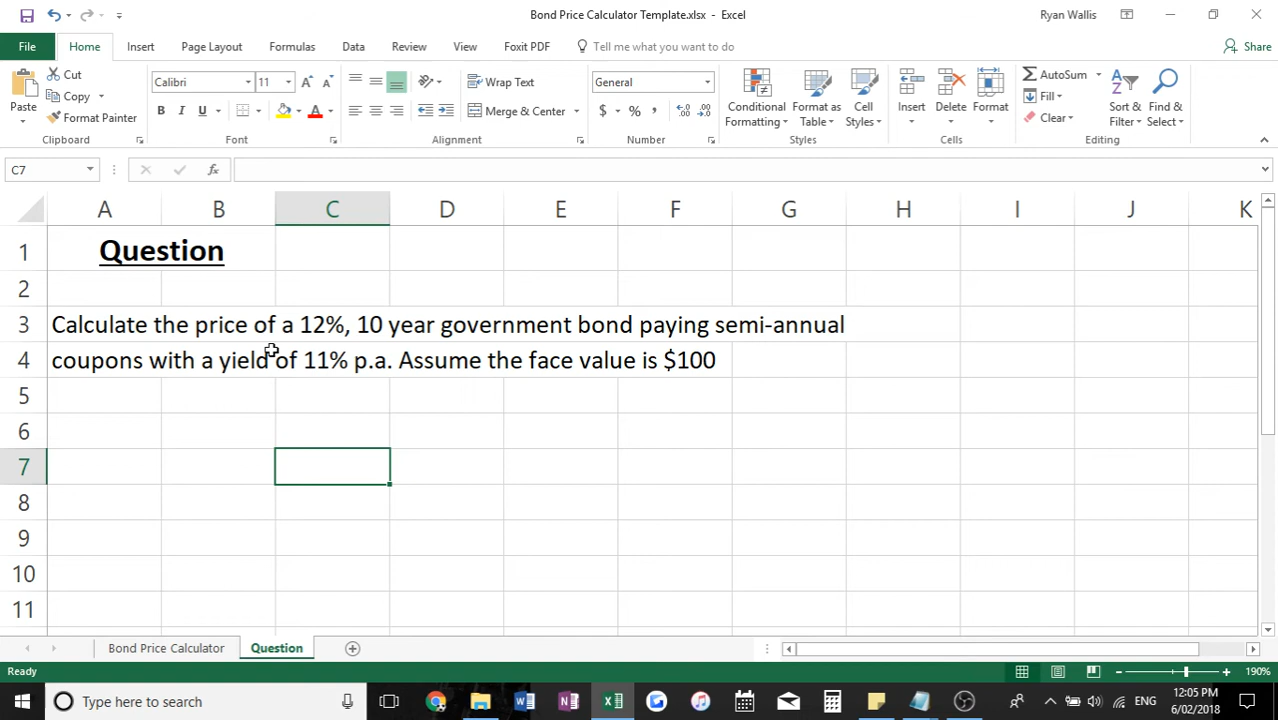 Bond Price Calculator Template.xlsx - Excel
Ryan Wallis
File Home Insert Page Layout Formulas Data Review View Foxit PDF Tell me what you want to do Share
Paste
Cut
Copy
Format Painter
Clipboard
Calibri 11
B I U
Font
Wrap Text
Merge & Center
Alignment
General
$ % ,
Number
Conditional Formatting
Format as Table
Cell Styles
Styles
Insert Delete Format
Cells
AutoSum
Fill
Clear
Sort & Filter
Find & Select
Editing
C7 fx
A B C D E F G H I J K
1 Question
2
3 Calculate the price of a 12%, 10 year government bond paying semi-annual
4 coupons with a yield of 11% p.a. Assume the face value is $100
5
6
7
8
9
10
11
Bond Price Calculator Question
Ready 190%
Type here to search
ENG
12:05 PM
6/02/2018